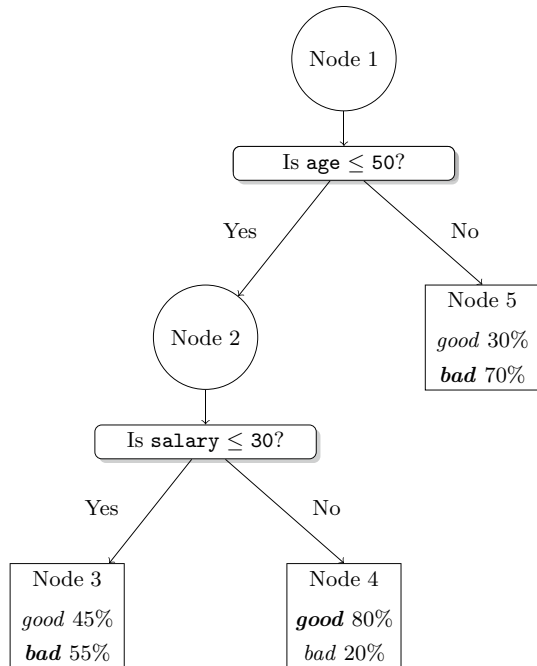 Node 1
Is age ≤ 50?
Yes
No
Node 2
Node 5
good 30%
bad 70%
Is salary ≤ 30?
Yes
No
Node 3
good 45%
bad 55%
Node 4
good 80%
bad 20%